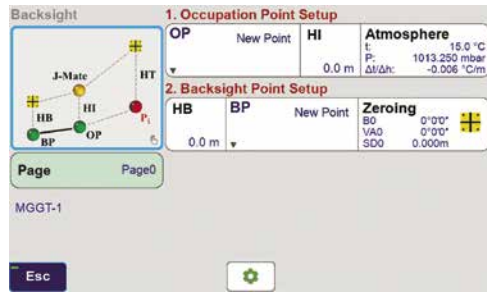 Backsight
1. Occupation Point Setup
OP
New Point
HI
0.0 m
Atmosphere
t: 15.0 °C
P: 1013.250 mbar
Δt/Δh: -0.006 °C/m
J-Mate
HT
HI
HB
OP
BP
Pi
2. Backsight Point Setup
HB
0.0 m
BP
New Point
Zeroing
B0 0°0'0"
VA0 0°0'0"
SD0 0.000m
Page Page0
MGGT-1
Esc